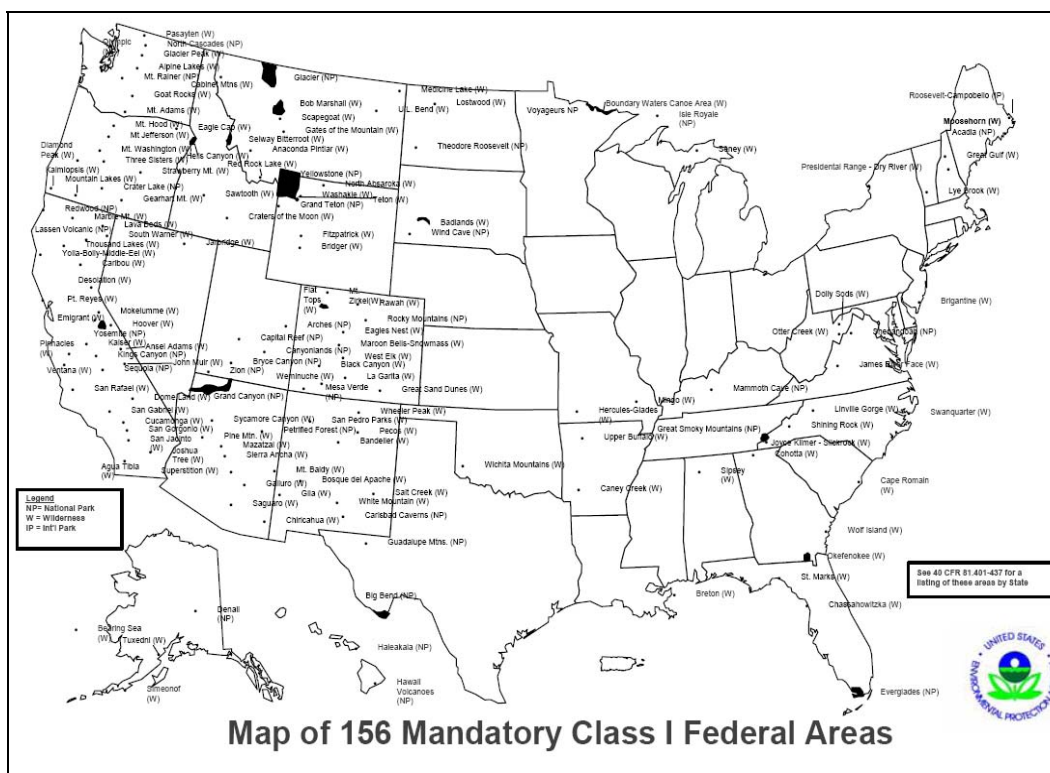 Pasayten (W)
Olympic
North Cascades (NP)
Glacier Peak (W)
Alpine Lakes (W)
Mt. Rainer (NP)
Goat Rocks (W)
Mt. Adams (W)
Cabinet Mtns (W)
Glacier (NP)
Bob Marshall (W)
Scapegoat (W)
Gates of the Mountain (W)
Selway Bitterroot (W)
Anaconda Pintlar (W)
Medicine Lake (W)
U.L. Bend (W)
Lostwood (W)
Theodore Roosevelt (NP)
Voyageurs NP
Boundary Waters Canoe Area (W)
Isle Royale
(NP)
Seney (W)
Roosevelt-Campobello (IP)
Moosehorn (W)
Acadia (NP)
Great Gulf (W)
Presidential Range - Dry River (W)
Lye Brook (W)
Mt. Hood (W)
Mt Jefferson (W)
Mt. Washington (W)
Three Sisters (W)
Strawberry Mt. (W)
Eagle Cap (W)
Hells Canyon (W)
Diamond
Peak (W)
Kalmiopsis (W)
Mountain Lakes (W)
Crater Lake (NP)
Gearhart Mt. (W)
Red Rock Lake (W)
Yellowstone (NP)
North Absaroka (W)
Washakie (W)
Teton (W)
Grand Teton (NP)
Sawtooth (W)
Craters of the Moon (W)
Fitzpatrick (W)
Bridger (W)
Badlands (W)
Wind Cave (NP)
Redwood (NP)
Marble Mt. (W)
Lava Beds (W)
Lassen Volcanic (NP)
South Warner (W)
Thousand Lakes (W)
Jarbridge (W)
Yolla-Bolly-Middle-Eel (W)
Caribou (W)
Desolation (W)
Pt. Reyes (W)
Mokelumme (W)
Emigrant (W)
Hoover (W)
Yosemite (NP)
Pinnacles
(W)
Kaiser (W)
Ansel Adams (W)
Kings Canyon (NP)
John Muir (W)
Ventana (W)
Sequoia (NP)
San Rafael (W)
Dome Land (W)
San Gabriel (W)
Cucamonga (W)
San Gorgonio (W)
San Jacinto
(W)
Joshua
Tree (W)
Agua Tibia
(W)
Flat
Tops
(W)
Mt.
Zirkel(W)
Rawah (W)
Rocky Mountains (NP)
Arches (NP)
Eagles Nest (W)
Capital Reef (NP)
Maroon Bells-Snowmass (W)
Canyonlands (NP)
West Elk (W)
Bryce Canyon (NP)
Black Canyon (W)
Zion (NP)
Weminuche (W)
La Garita (W)
Mesa Verde
(NP)
Great Sand Dunes (W)
Grand Canyon (NP)
Wheeler Peak (W)
Sycamore Canyon (W)
San Pedro Parks (W)
Petrified Forest (NP)
Pecos (W)
Pine Mtn. (W)
Bandelier (W)
Mazatzal (W)
Sierra Ancha (W)
Superstition (W)
Mt. Baldy (W)
Bosque del Apache (W)
Galiuro (W)
Gila (W)
Salt Creek (W)
Saguaro (W)
White Mountain (W)
Chiricahua (W)
Carlsbad Caverns (NP)
Guadalupe Mtns. (NP)
Big Bend (NP)
Wichita Mountains (W)
Hercules-Glades
(W)
Mingo (W)
Upper Buffalo (W)
Caney Creek (W)
Mammoth Cave (NP)
Great Smoky Mountains (NP)
Joyce Kilmer - Slickrock (W)
Cohotta (W)
Sipsey
(W)
Dolly Sods (W)
Otter Creek (W)
Shenandoah (NP)
James River Face (W)
Brigantine (W)
Linville Gorge (W)
Shining Rock (W)
Swanquarter (W)
Cape Romain
(W)
Wolf Island (W)
Okefenokee (W)
St. Marks (W)
Chassahowitzka (W)
Breton (W)
Everglades (NP)
Legend
NP= National Park
W = Wilderness
IP = Int'l Park
See 40 CFR 81.401-437 for a
listing of these areas by State
Denali
(NP)
Bearing Sea
(W)
Tuxedni (W)
Simeonof
(W)
Haleakala (NP)
Hawaii
Volcanoes
(NP)
UNITED STATES
ENVIRONMENTAL PROTECTION
Map of 156 Mandatory Class I Federal Areas